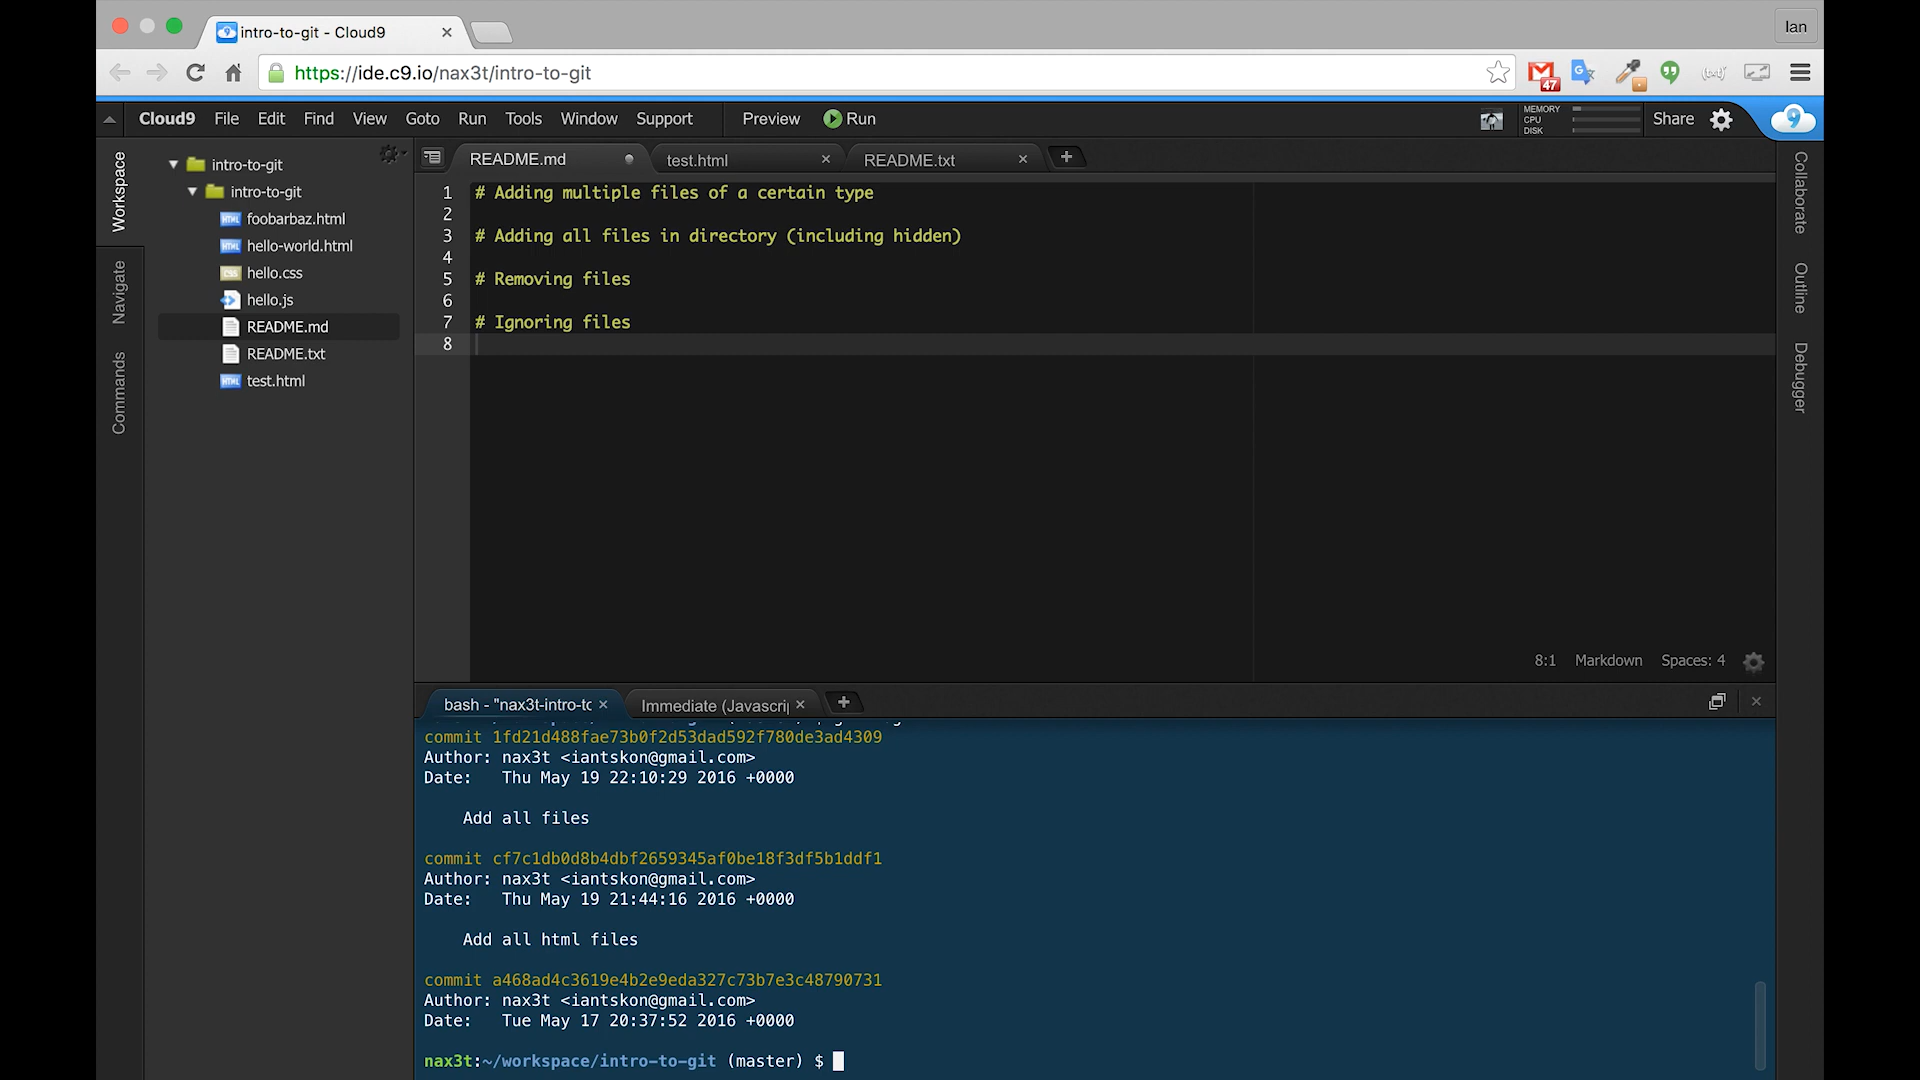 intro-to-git - Cloud9
Ian
https://ide.c9.io/nax3t/intro-to-git
47
Cloud9 File Edit Find View Goto Run Tools Window Support Preview Run
MEMORY
CPU
DISK
Share
9
Workspace
Navigate
Commands
intro-to-git
intro-to-git
foobarbaz.html
hello-world.html
hello.css
hello.js
README.md
README.txt
test.html
README.md
test.html
README.txt
1 # Adding multiple files of a certain type
2
3 # Adding all files in directory (including hidden)
4
5 # Removing files
6
7 # Ignoring files
8
8:1 Markdown Spaces: 4
Collaborate
Outline
Debugger
bash - "nax3t-intro-to
Immediate (Javascri
commit 1fd21d488fae73b0f2d53dad592f780de3ad4309
Author: nax3t <iantskon@gmail.com>
Date:   Thu May 19 22:10:29 2016 +0000
Add all files
commit cf7c1db0d8b4dbf2659345af0be18f3df5b1ddf1
Author: nax3t <iantskon@gmail.com>
Date:   Thu May 19 21:44:16 2016 +0000
Add all html files
commit a468ad4c3619e4b2e9eda327c73b7e3c48790731
Author: nax3t <iantskon@gmail.com>
Date:   Tue May 17 20:37:52 2016 +0000
nax3t:~/workspace/intro-to-git (master) $